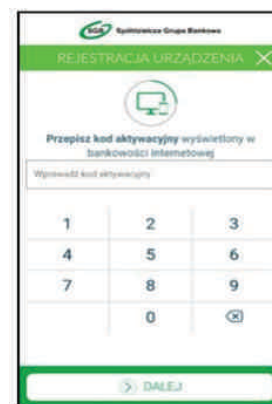 SGB Spółdzielcza Grupa Bankowa
REJESTRACJA URZĄDZENIA X
Przepisz kod aktywacyjny wyświetlony w
bankowości internetowej
Wprowadź kod aktywacyjny
1 2 3
4 5 6
7 8 9
0
DALEJ